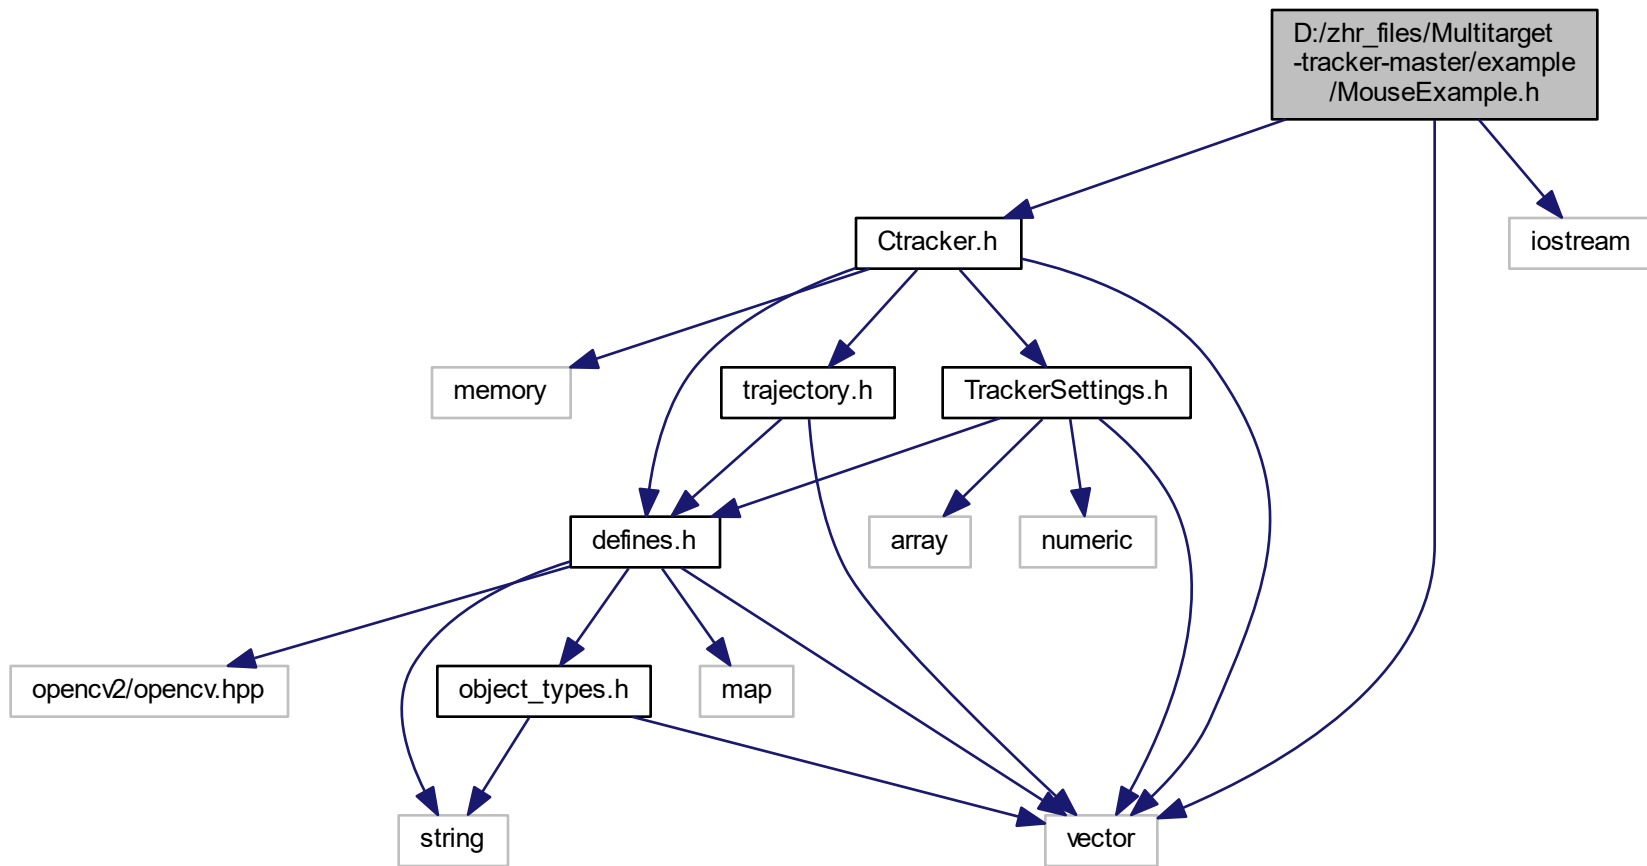 D:/zhr_files/Multitarget
-tracker-master/example
/MouseExample.h
Ctracker.h
iostream
memory
trajectory.h
TrackerSettings.h
defines.h
array
numeric
opencv2/opencv.hpp
object_types.h
map
string
vector